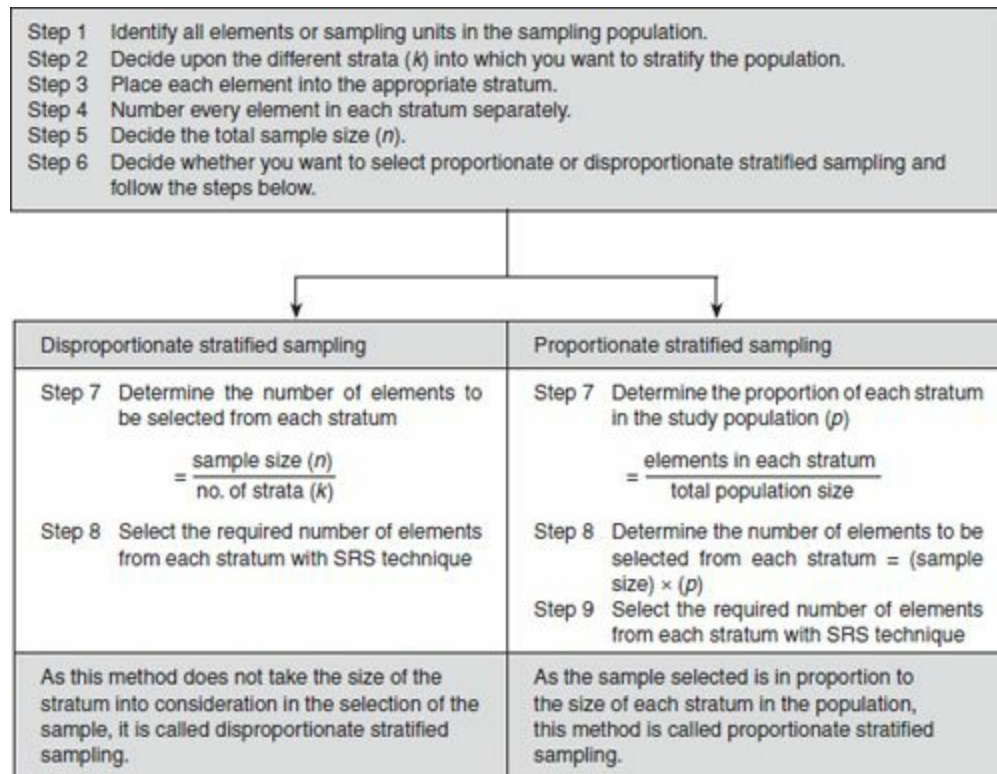 Step 1 Identify all elements or sampling units in the sampling population.
Step 2 Decide upon the different strata (k) into which you want to stratify the population.
Step 3 Place each element into the appropriate stratum.
Step 4 Number every element in each stratum separately.
Step 5 Decide the total sample size (n).
Step 6 Decide whether you want to select proportionate or disproportionate stratified sampling and
follow the steps below.
Disproportionate stratified sampling
Step 7 Determine the number of elements to
be selected from each stratum
= sample size (n)
no. of strata (k)
Step 8 Select the required number of elements
from each stratum with SRS technique
As this method does not take the size of the
stratum into consideration in the selection of the
sample, it is called disproportionate stratified
sampling.
Proportionate stratified sampling
Step 7 Determine the proportion of each stratum
in the study population (p)
= elements in each stratum
total population size
Step 8 Determine the number of elements to be
selected from each stratum = (sample
size) × (p)
Step 9 Select the required number of elements
from each stratum with SRS technique
As the sample selected is in proportion to
the size of each stratum in the population,
this method is called proportionate stratified
sampling.